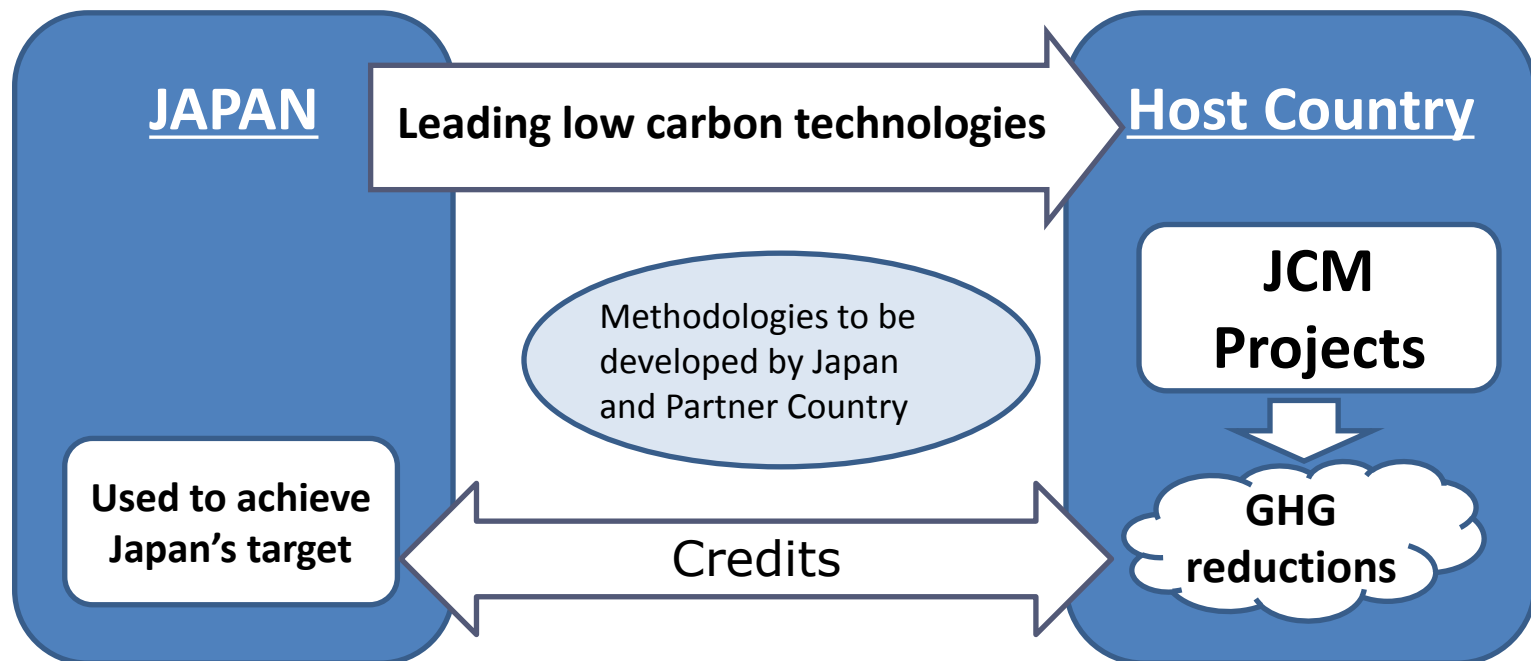 JAPAN
Leading low carbon technologies
Host Country
JCM
Projects
Methodologies to be
developed by Japan
and Partner Country
Used to achieve
Japan's target
Credits
GHG
reductions